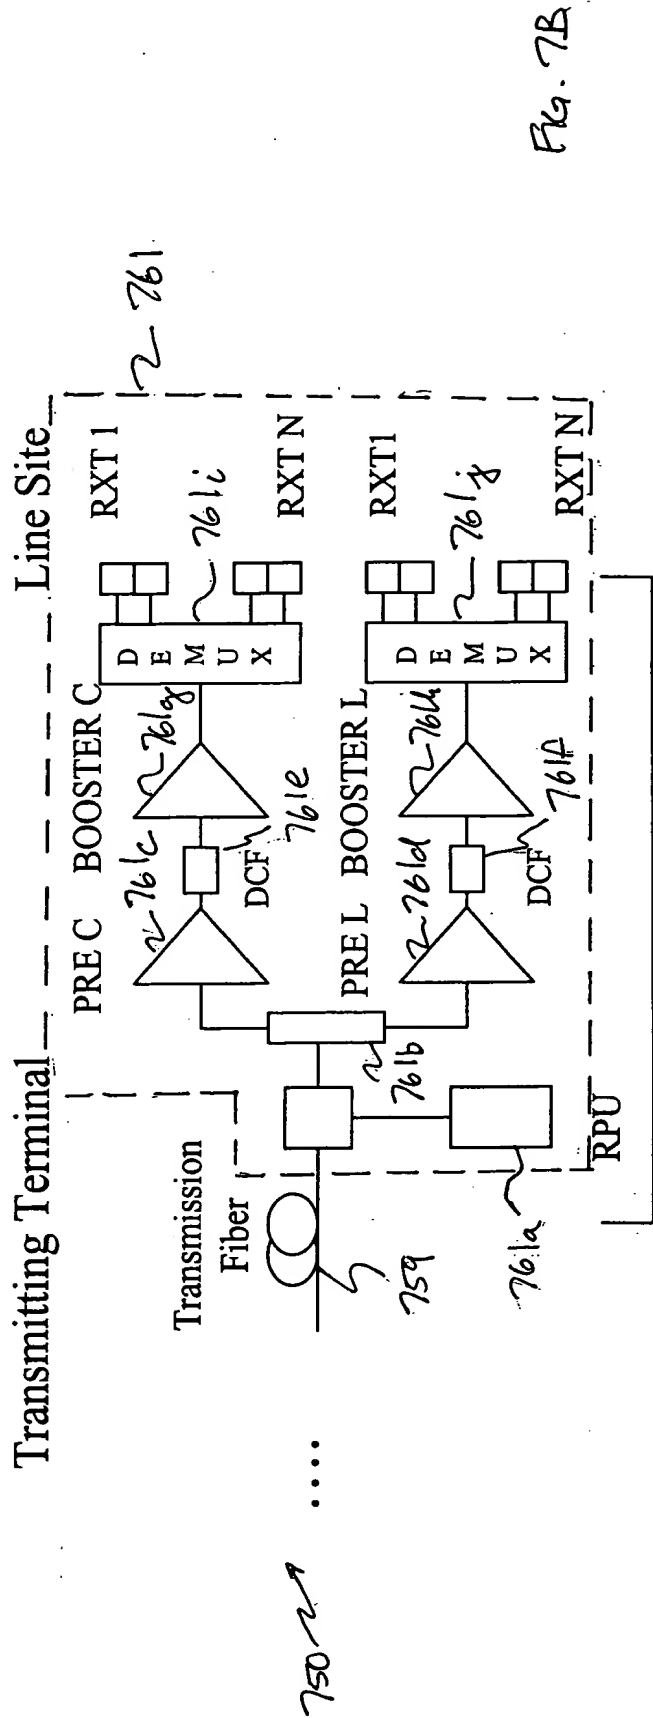 Transmitting Terminal
Line Site
761
PRE C
BOOSTER C
RXT 1
761c
761g
D
E
M
U
X
761i
DCF
761e
RXT N
Transmission
Fiber
759
761b
PRE L
BOOSTER L
RXT1
761d
761h
D
E
M
U
X
761j
DCF
761f
RXT N
RPU
761a
750
....
FIG. 7B